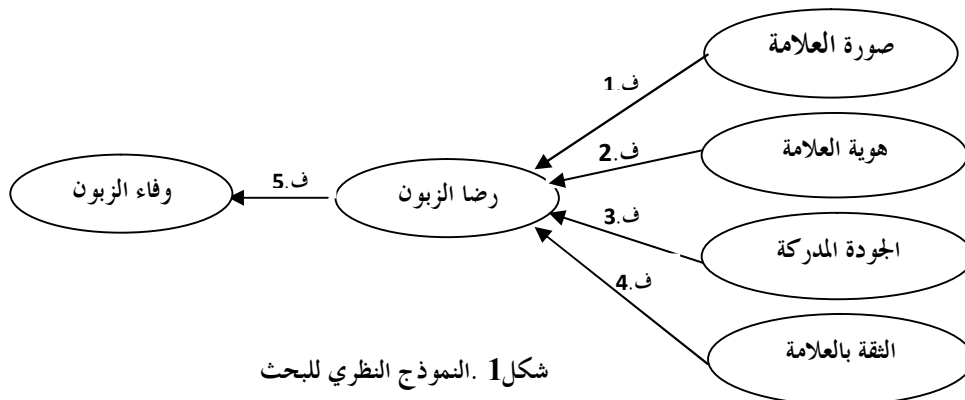 صورة العلامة
ف.1
هوية العلامة
ف.2
وفاء الزبون
ف.5
رضا الزبون
ف.3
الجودة المدركة
ف.4
الثقة بالعلامة
شكل1 .النموذج النظري للبحث